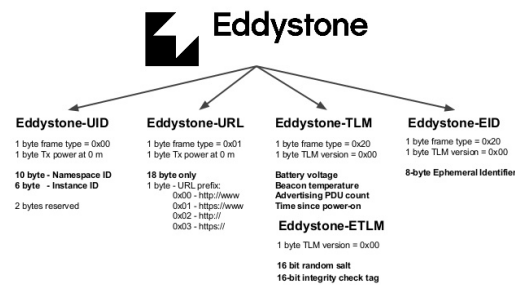 Eddystone
Eddystone-UID
1 byte frame type = 0x00
1 byte Tx power at 0 m
10 byte - Namespace ID
6 byte - Instance ID
2 bytes reserved
Eddystone-URL
1 byte frame type = 0x01
1 byte Tx power at 0 m
18 byte only
1 byte - URL prefix:
0x00 - http://www
0x01 - https://www
0x02 - http://
0x03 - https://
Eddystone-TLM
1 byte frame type = 0x20
1 byte TLM version = 0x00
Battery voltage
Beacon temperature
Advertising PDU count
Time since power-on
Eddystone-ETLM
1 byte TLM version = 0x00
16 bit random salt
16-bit integrity check tag
Eddystone-EID
1 byte frame type = 0x20
1 byte TLM version = 0x00
8-byte Ephemeral Identifier